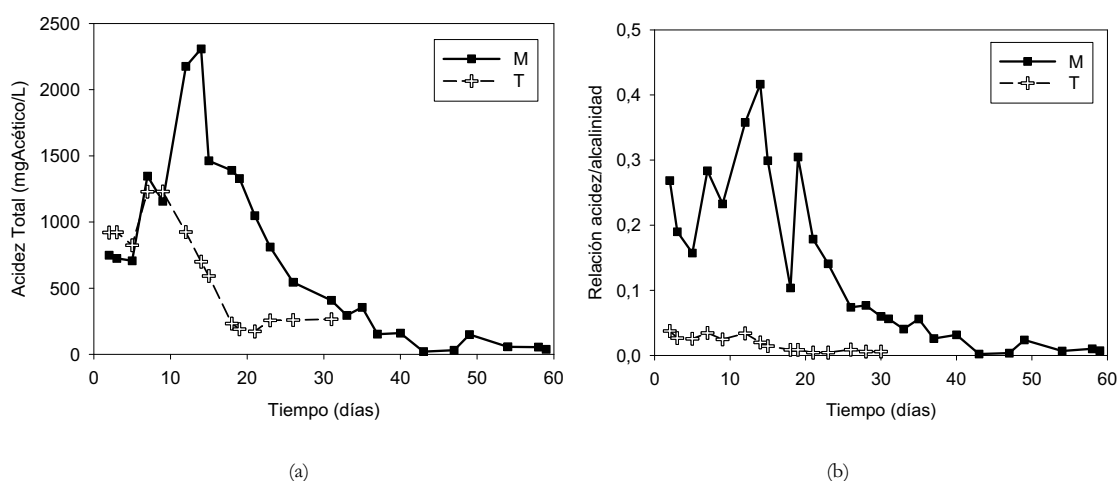 Acidez Total (mgAcético/L)
2500
2000
1500
1000
500
0
0 10 20 30 40 50 60
Tiempo (días)
M
T
(a)
Relación acidez/alcalinidad
0,5
0,4
0,3
0,2
0,1
0,0
0 10 20 30 40 50 60
Tiempo (días)
M
T
(b)